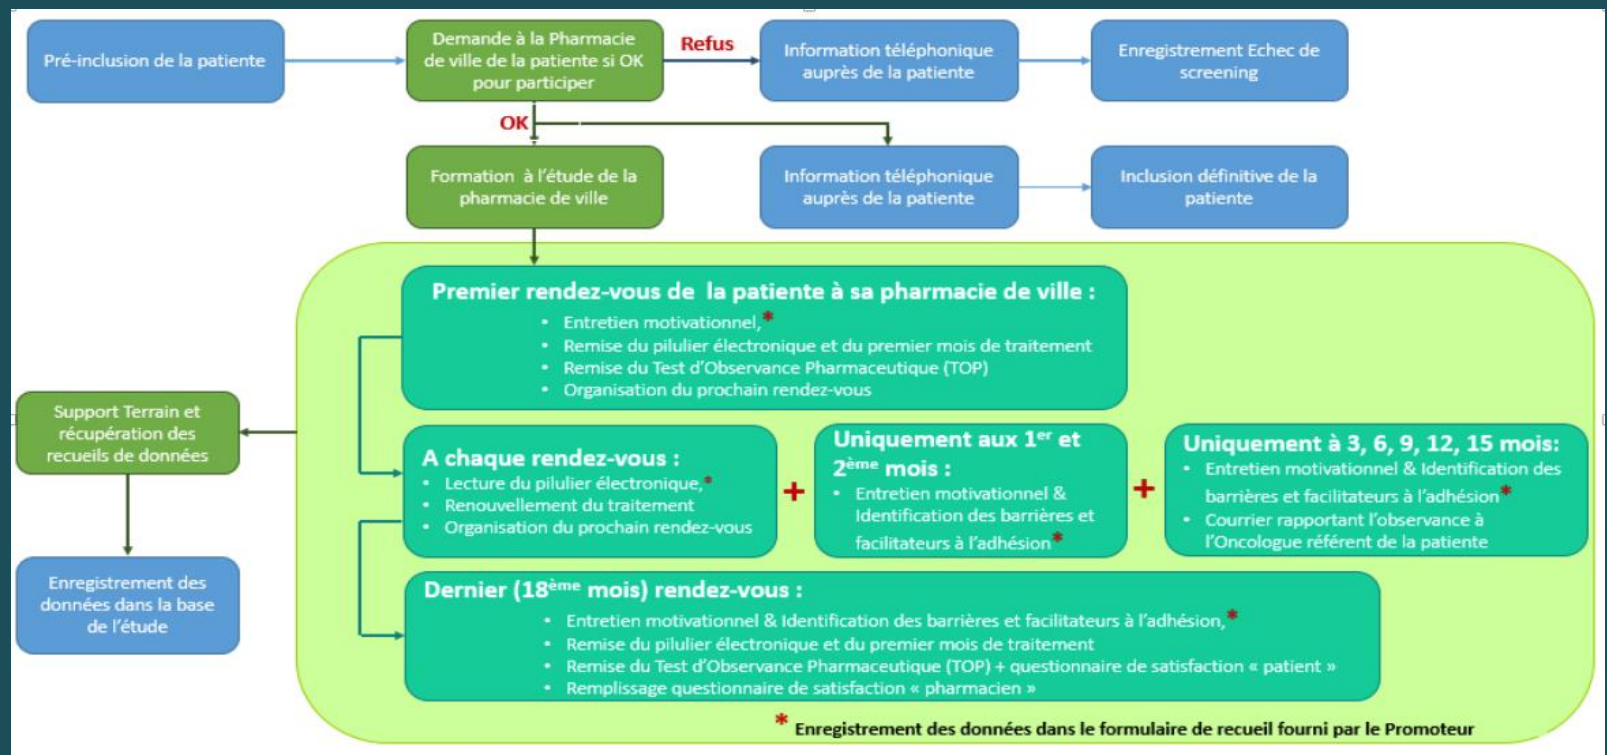 Pré-inclusion de la patiente
Demande à la Pharmacie
de ville de la patiente si OK
pour participer
Refus
Information téléphonique
auprès de la patiente
Enregistrement Echec de
screening
OK
Formation à l'étude de la
pharmacie de ville
Information téléphonique
auprès de la patiente
Inclusion définitive de la
patiente
Premier rendez-vous de la patiente à sa pharmacie de ville :
• Entretien motivationnel,*
• Remise du pilulier électronique et du premier mois de traitement
• Remise du Test d'Observance Pharmaceutique (TOP)
• Organisation du prochain rendez-vous
Support Terrain et
récupération des
recueils de données
Enregistrement des
données dans la base
de l'étude
A chaque rendez-vous :
• Lecture du pilulier électronique,*
• Renouvellement du traitement
• Organisation du prochain rendez-vous
+
Uniquement aux 1er et
2ème mois :
• Entretien motivationnel &
Identification des barrières et
facilitateurs à l'adhésion*
+
Uniquement à 3, 6, 9, 12, 15 mois:
• Entretien motivationnel & Identification des
barrières et facilitateurs à l'adhésion*
• Courrier rapportant l'observance à
l'Oncologue référent de la patiente
Dernier (18ème mois) rendez-vous :
• Entretien motivationnel & Identification des barrières et facilitateurs à l'adhésion,*
• Remise du pilulier électronique et du premier mois de traitement
• Remise du Test d'Observance Pharmaceutique (TOP) + questionnaire de satisfaction « patient »
• Remplissage questionnaire de satisfaction « pharmacien »
* Enregistrement des données dans le formulaire de recueil fourni par le Promoteur